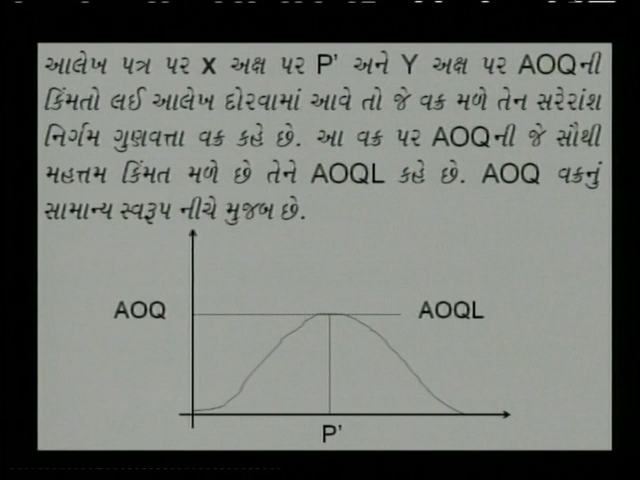 આલેખ પત્ર પર X અક્ષ પર P' અને Y અક્ષ પર AOQની
કિંમતો લઈ આલેખ દોરવામાં આવે તો જે વક્ર મળે તેન સરેરાંશ
નિર્ગમ ગુણવત્તા વક્ર કહે છે. આ વક્ર પર AOQની જે સૌથી
મહત્તમ કિંમત મળે છે તેને AOQL કહે છે. AOQ વક્રનું
સામાન્ય સ્વરૂપ નીચે મુજબ છે.
AOQ
AOQL
P'